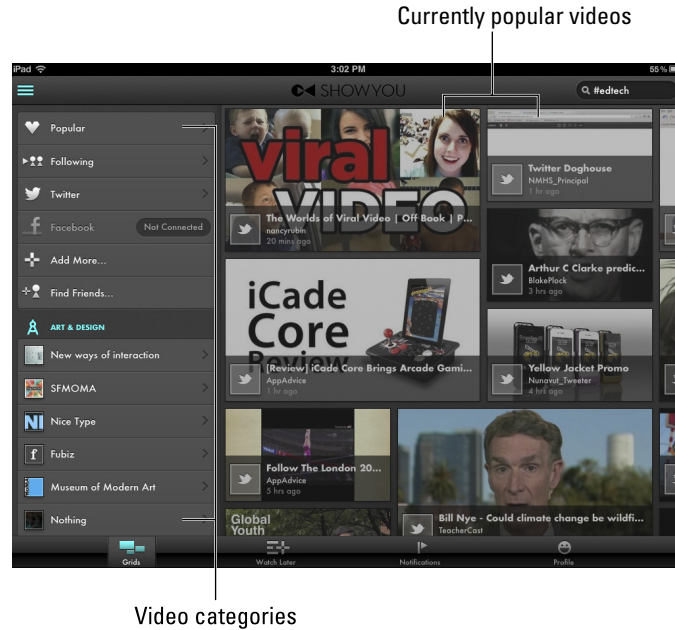 Currently popular videos
iPad
3:02 PM
55%
SHOWYOU
#edtech
Popular
Following
Twitter
Facebook
Not Connected
Add More...
Find Friends...
ART & DESIGN
New ways of interaction
SFMOMA
Nice Type
Fubiz
Museum of Modern Art
Nothing
viral
VIDEO
The Worlds of Viral Video | Off Book | P...
nancyrubin
20 mins ago
Twitter Doghouse
NMHS_Principal
1 hr ago
Arthur C Clarke predic...
BlakePlock
3 hrs ago
iCade
Core
Review
[Review] iCade Core Brings Arcade Gami...
AppAdvice
1 hr ago
Yellow Jacket Promo
Nunavut_Tweeter
4 hrs ago
Follow The London 20...
AppAdvice
5 hrs ago
Global
Youth
Bill Nye - Could climate change be wildfi...
TeacherCast
Grids
Watch Later
Notifications
Profile
Video categories